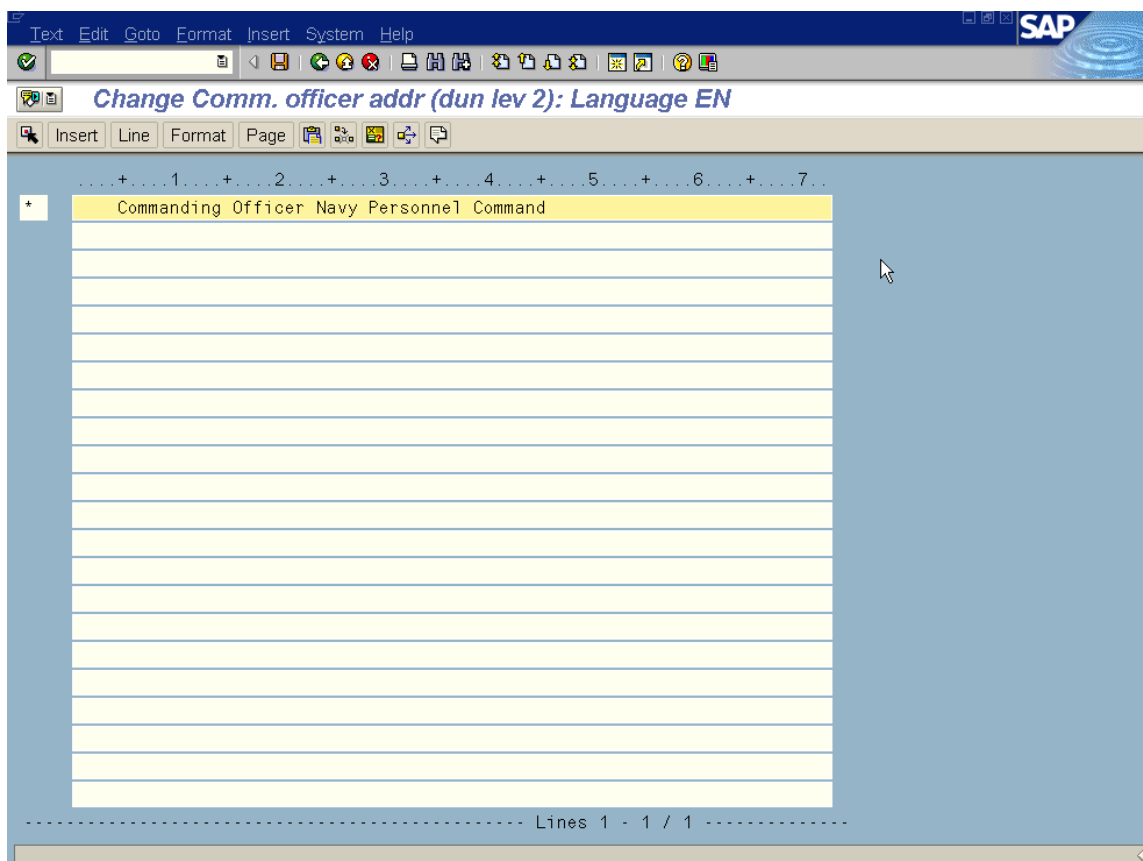 Text Edit Goto Format Insert System Help
SAP
Change Comm. officer addr (dun lev 2): Language EN
Insert Line Format Page
....+....1....+....2....+....3....+....4....+....5....+....6....+....7..
* Commanding Officer Navy Personnel Command
------------------------------------------------ Lines 1 - 1 / 1 --------------